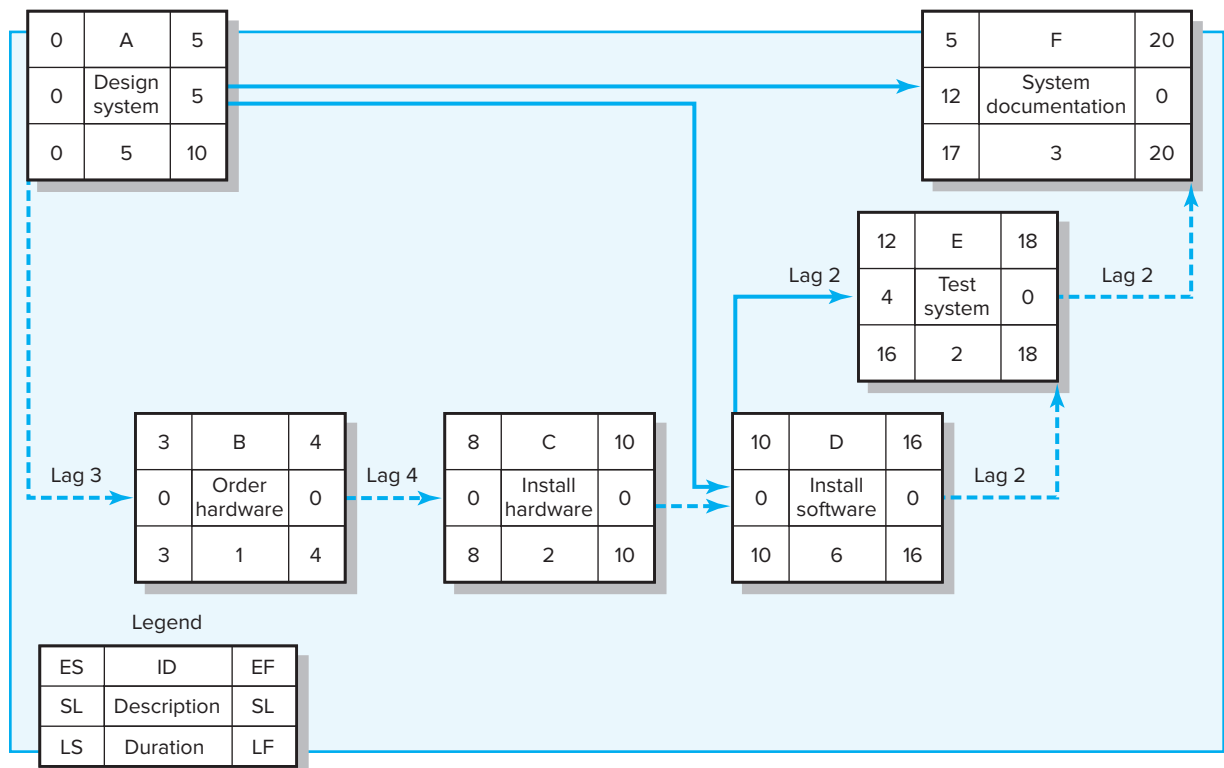 0 A 5
0 Design system 5
0 5 10
5 F 20
12 System documentation 0
17 3 20
12 E 18
Lag 2
4 Test system 0
Lag 2
16 2 18
Lag 3
3 B 4
0 Order hardware 0
3 1 4
Lag 4
8 C 10
0 Install hardware 0
8 2 10
10 D 16
0 Install software 0
10 6 16
Lag 2
Legend
ES ID EF
SL Description SL
LS Duration LF